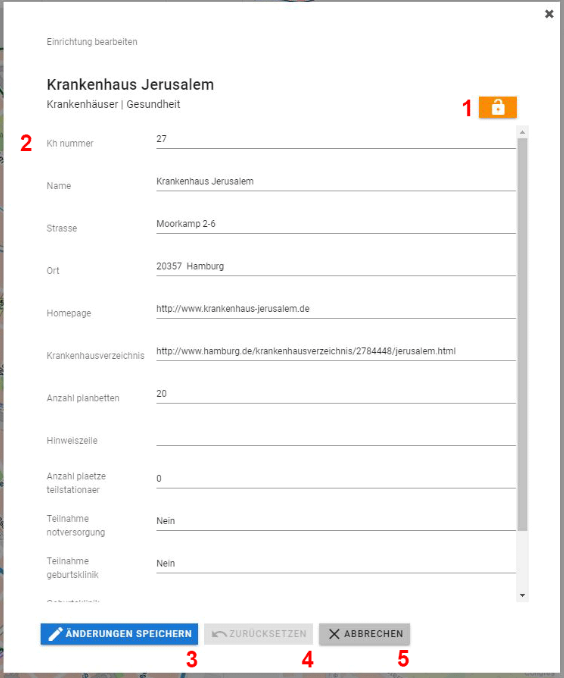 Einrichtung bearbeiten
Krankenhaus Jerusalem
Krankenhäuser | Gesundheit
1
2
Kh nummer
27
Name
Krankenhaus Jerusalem
Strasse
Moorkamp 2-6
Ort
20357 Hamburg
Homepage
http://www.krankenhaus-jerusalem.de
Krankenhausverzeichnis
http://www.hamburg.de/krankenhausverzeichnis/2784448/jerusalem.html
Anzahl planbetten
20
Hinweiszeile
Anzahl plaetze
teilstationaer
0
Teilnahme
notversorgung
Nein
Teilnahme
geburtsklinik
Nein
ÄNDERUNGEN SPEICHERN
ZURÜCKSETZEN
ABBRECHEN
3
4
5